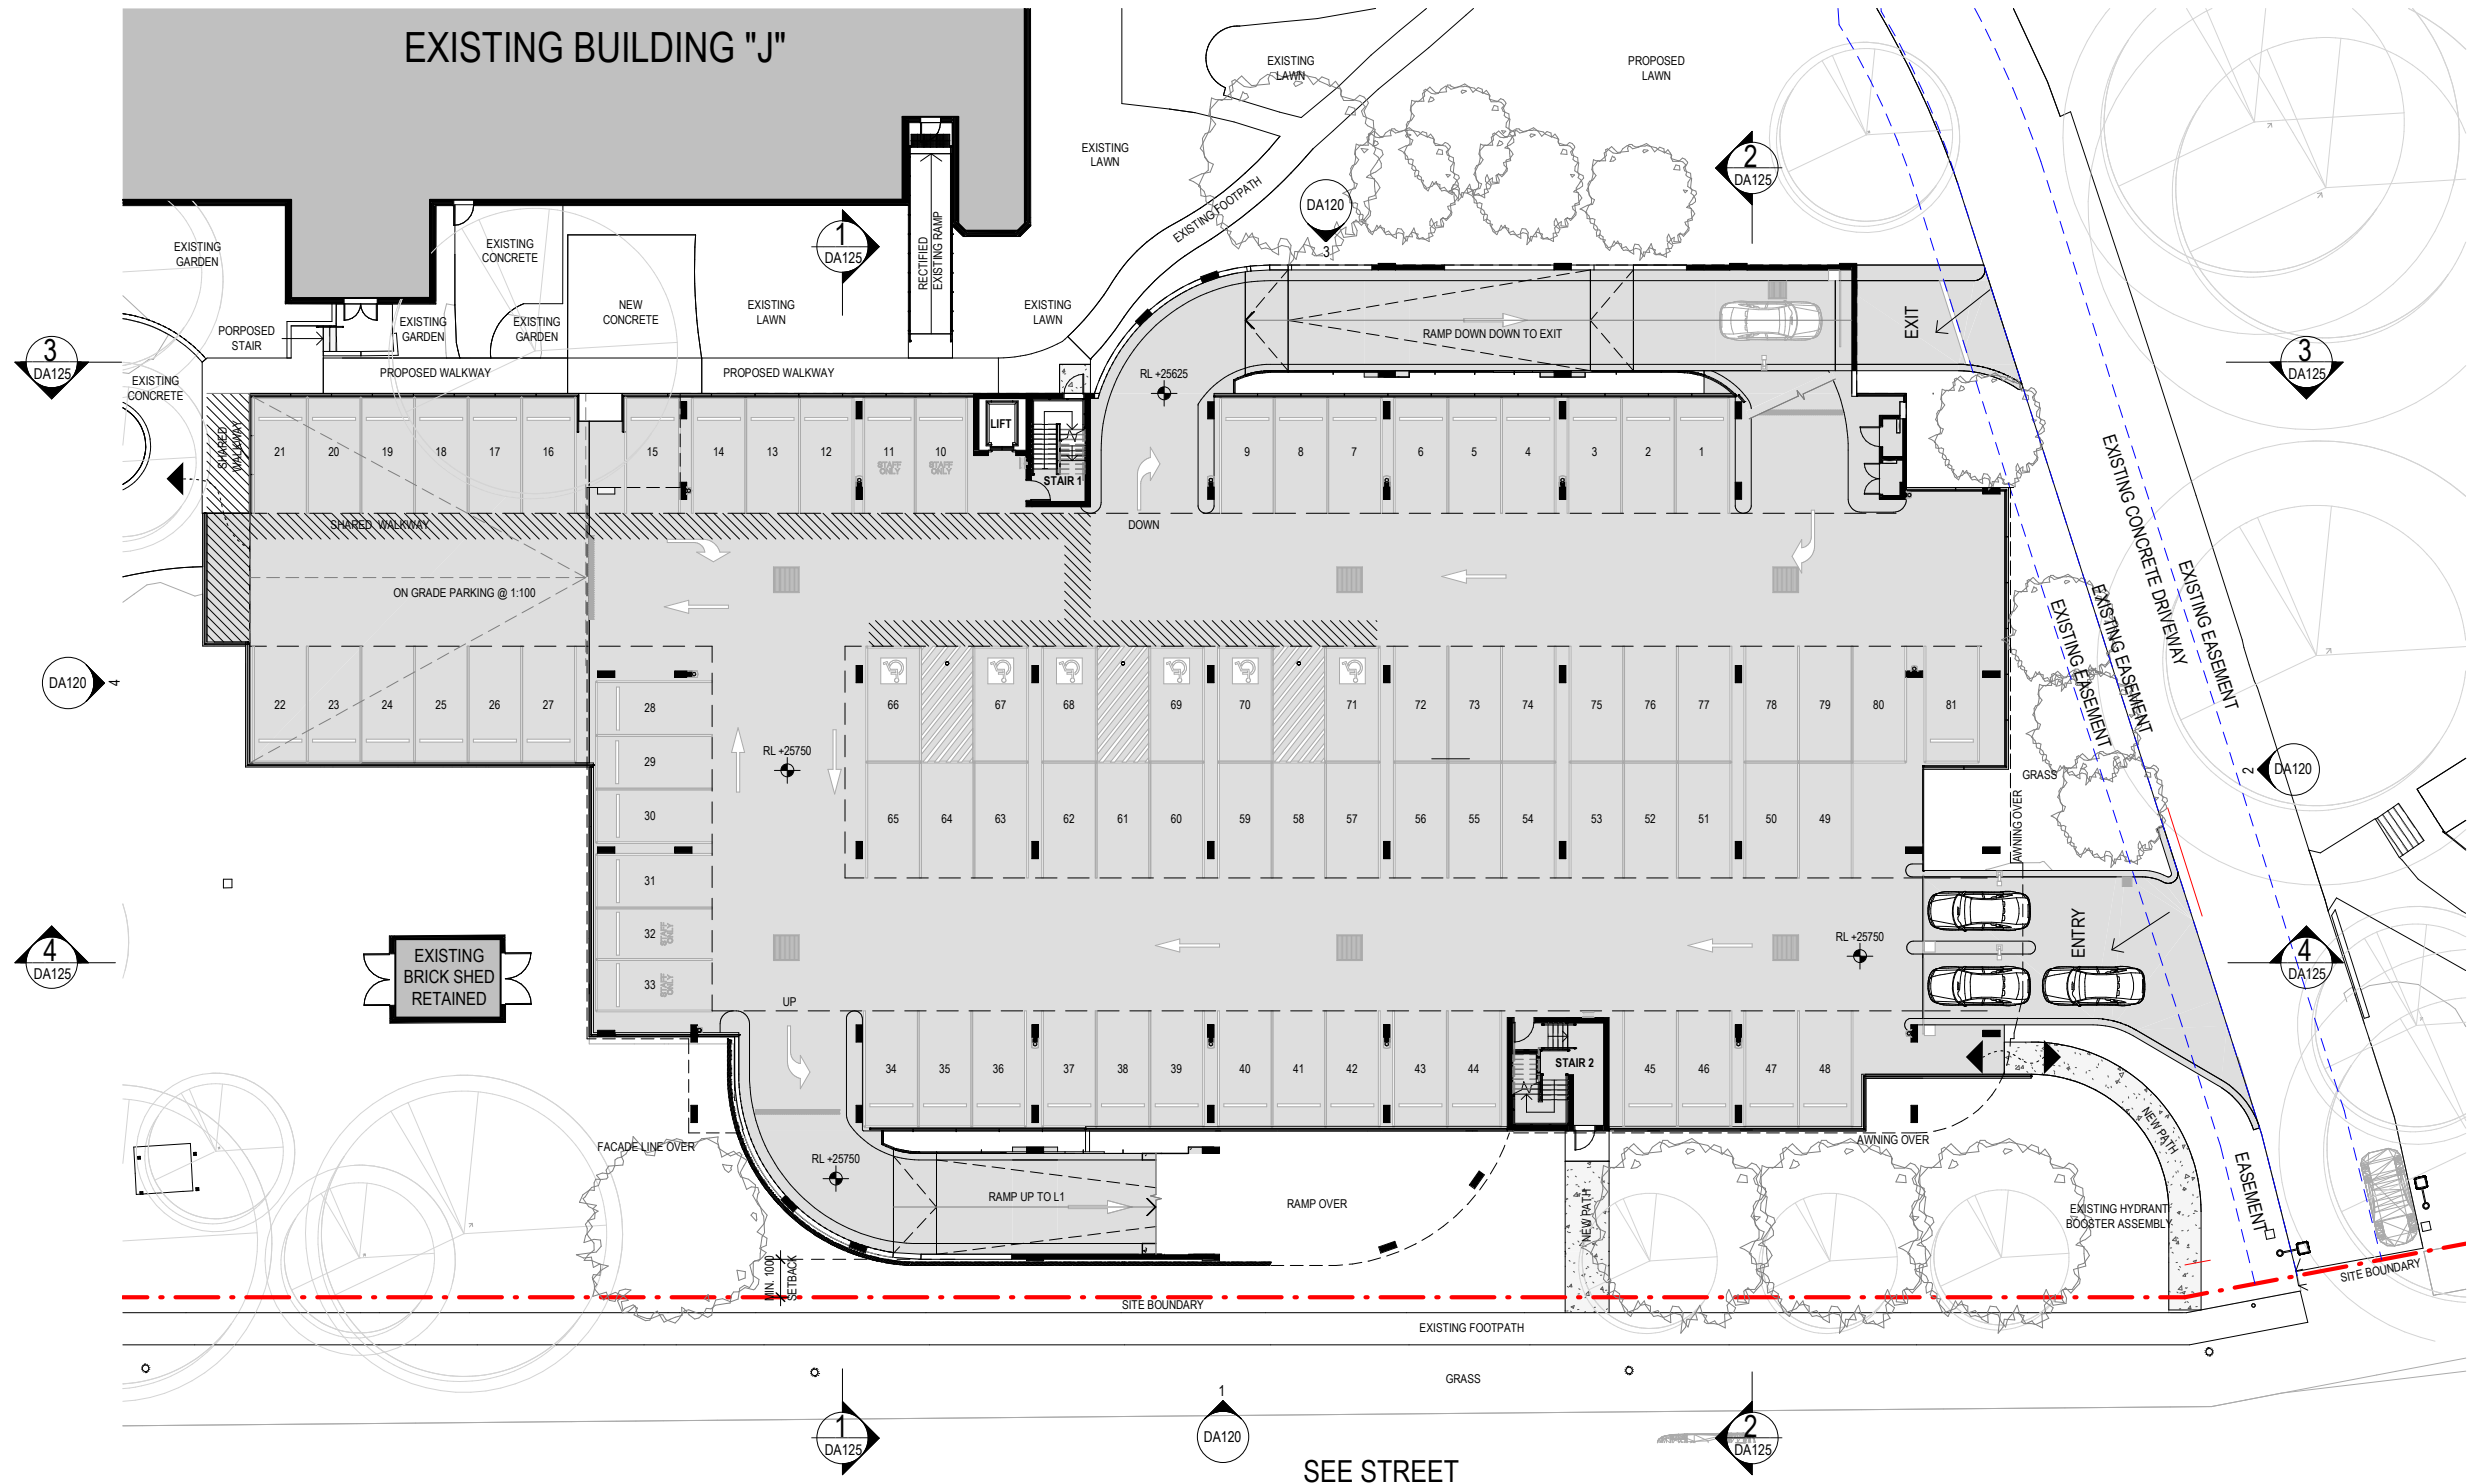 EXISTING BUILDING "J"
EXISTING
LAWN
PROPOSED
LAWN
EXISTING
LAWN
2
DA125
EXISTING FOOTPATH
DA120
3
1
DA125
RECTIFIED
EXISTING RAMP
EXISTING
GARDEN
EXISTING
CONCRETE
NEW
CONCRETE
EXISTING
LAWN
EXISTING
LAWN
PORPOSED
STAIR
EXISTING
GARDEN
EXISTING
GARDEN
RAMP DOWN DOWN TO EXIT
EXIT
3
DA125
3
DA125
EXISTING
CONCRETE
PROPOSED WALKWAY
PROPOSED WALKWAY
RL +25625
SHARED
WALKWAY
21
20
19
18
17
16
15
14
13
12
11
STAFF
ONLY
10
STAFF
ONLY
LIFT
STAIR 1
9
8
7
6
5
4
3
2
1
SHARED WALKWAY
DOWN
ON GRADE PARKING @ 1:100
EXISTING CONCRETE DRIVEWAY
EXISTING EASEMENT
EXISTING EASEMENT
EXISTING EASEMENT
DA120
4
22
23
24
25
26
27
28
29
30
31
32
STAFF
ONLY
33
STAFF
ONLY
RL +25750
66
67
68
69
70
71
72
73
74
75
76
77
78
79
80
81
65
64
63
62
61
60
59
58
57
56
55
54
53
52
51
50
49
GRASS
AWNING OVER
2
DA120
4
DA125
EXISTING
BRICK SHED
RETAINED
RL +25750
ENTRY
4
DA125
UP
34
35
36
37
38
39
40
41
42
43
44
STAIR 2
45
46
47
48
FACADE LINE OVER
RL +25750
RAMP UP TO L1
RAMP OVER
NEW PATH
AWNING OVER
NEW PATH
EXISTING HYDRANT
BOOSTER ASSEMBLY
EASEMENT
MIN. 1000
SETBACK
SITE BOUNDARY
SITE BOUNDARY
EXISTING FOOTPATH
GRASS
1
DA125
1
DA120
2
DA125
SEE STREET